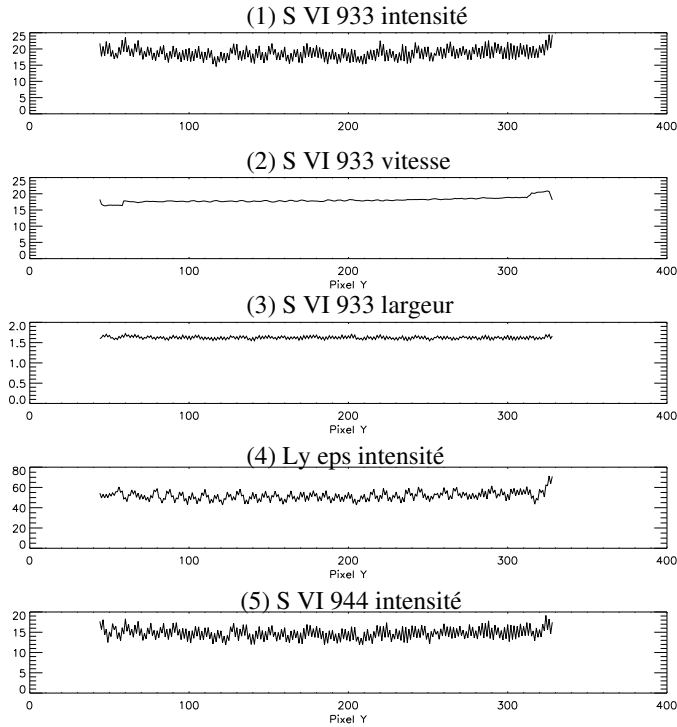 (1) S VI 933 intensité
25
20
15
10
5
0
0 100 200 300 400
(2) S VI 933 vitesse
25
20
15
10
5
0
0 100 200 300 400
Pixel Y
(3) S VI 933 largeur
2.0
1.5
1.0
0.5
0.0
0 100 200 300 400
Pixel Y
(4) Ly eps intensité
80
60
40
20
0
0 100 200 300 400
Pixel Y
(5) S VI 944 intensité
20
15
10
5
0
0 100 200 300 400